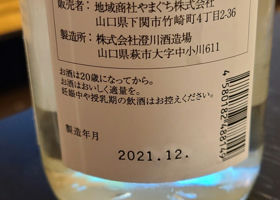 販売者：地域商社やまぐち株式会社
山口県下関市竹崎町4丁目2-36
製造所：株式会社澄川酒造場
山口県萩市大字中小川611
お酒は20歳になってから。
お酒はおいしく適量を。
妊娠中や授乳期の飲酒はお控えください。
製造年月
2021.12.
4580182488149